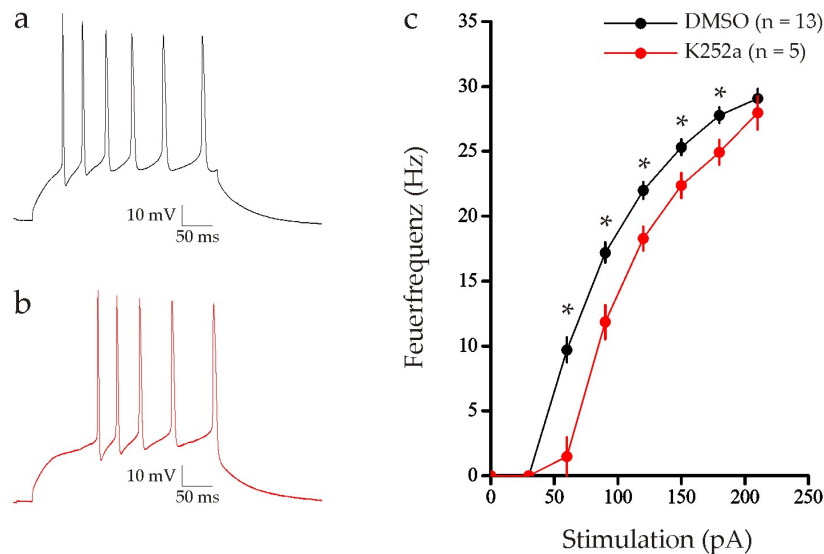 a
10 mV
50 ms
b
10 mV
50 ms
c
DMSO (n = 13)
K252a (n = 5)
Feuerfrequenz (Hz)
35
30
25
20
15
10
5
0
* * * * *
0 50 100 150 200 250
Stimulation (pA)